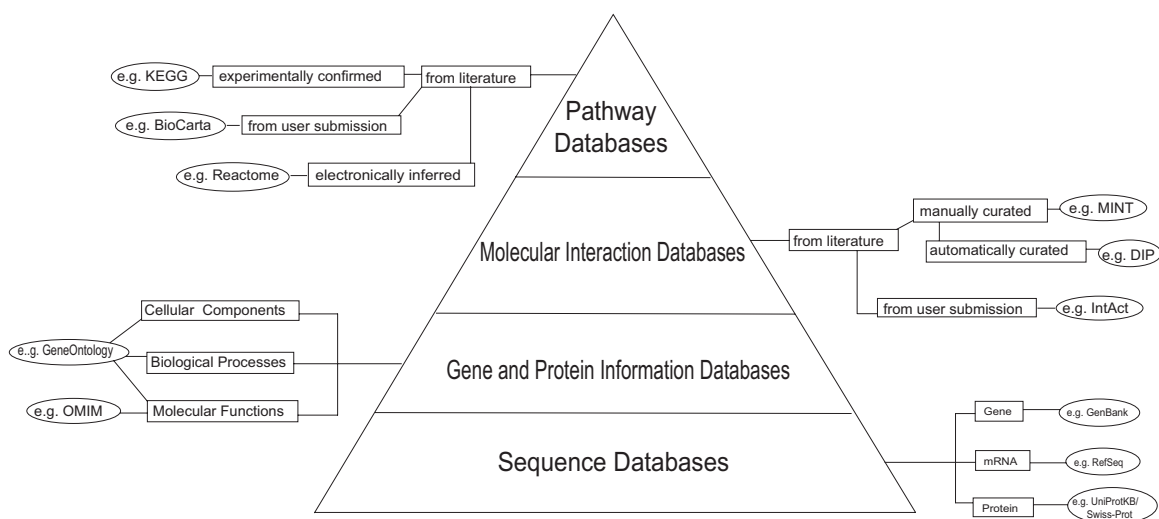 e.g. KEGG
experimentally confirmed
from literature
e.g. BioCarta
from user submission
e.g. Reactome
electronically inferred
Pathway
Databases
Molecular Interaction Databases
from literature
manually curated
e.g. MINT
automatically curated
e.g. DIP
from user submission
e.g. IntAct
Cellular Components
e..g. GeneOntology
Biological Processes
e.g. OMIM
Molecular Functions
Gene and Protein Information Databases
Sequence Databases
Gene
e.g. GenBank
mRNA
e.g. RefSeq
Protein
e.g. UniProtKB/
Swiss-Prot